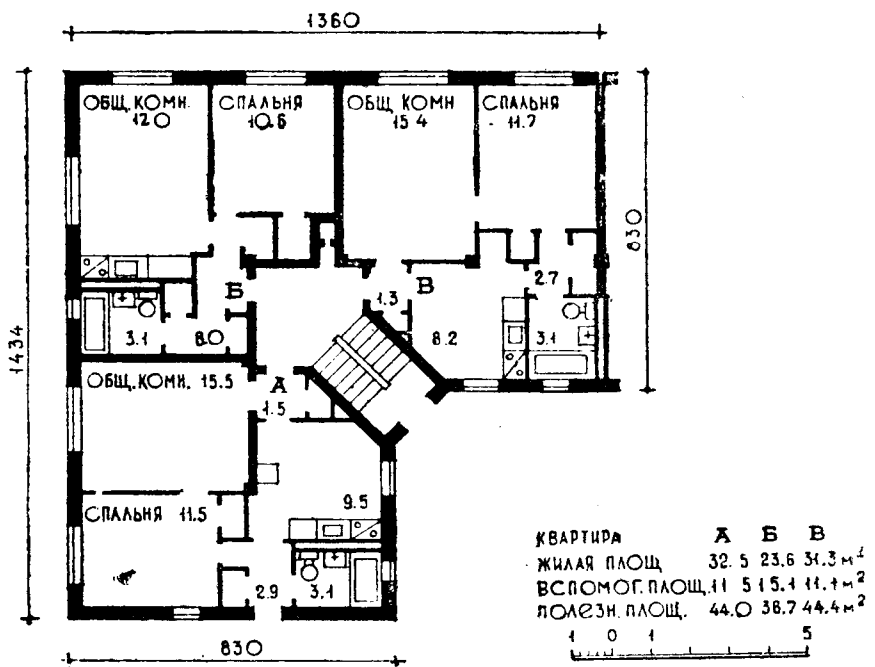 1360
ОБЩ. КОМН.
12.0
СПАЛЬНЯ
10.6
ОБЩ. КОМН
15.4
СПАЛЬНЯ
11.7
830
1434
Б
3.1
8.0
1.3
В
8.2
2.7
3.1
ОБЩ. КОМН. 15.5
А
1.5
9.5
СПАЛЬНЯ 11.5
2.9
3.1
830
КВАРТИРА А Б В
ЖИЛАЯ ПЛОЩ 32.5 23.6 31.3 м²
ВСПОМОГ. ПЛОЩ. 11 5 15.1 11.1 м²
ПОЛЕЗН. ПЛОЩ. 44.0 38.7 44.4 м²
1 0 1 5